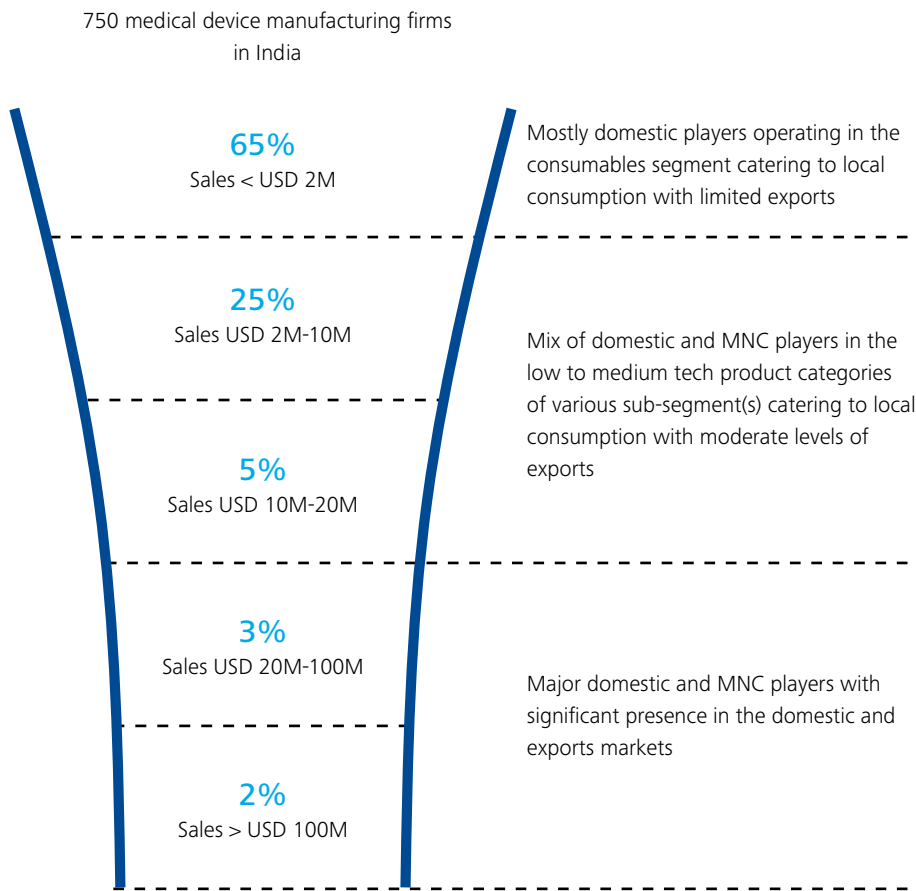 750 medical device manufacturing firms
in India
65%
Sales < USD 2M
Mostly domestic players operating in the
consumables segment catering to local
consumption with limited exports
25%
Sales USD 2M-10M
5%
Sales USD 10M-20M
Mix of domestic and MNC players in the
low to medium tech product categories
of various sub-segment(s) catering to local
consumption with moderate levels of
exports
3%
Sales USD 20M-100M
2%
Sales > USD 100M
Major domestic and MNC players with
significant presence in the domestic and
exports markets